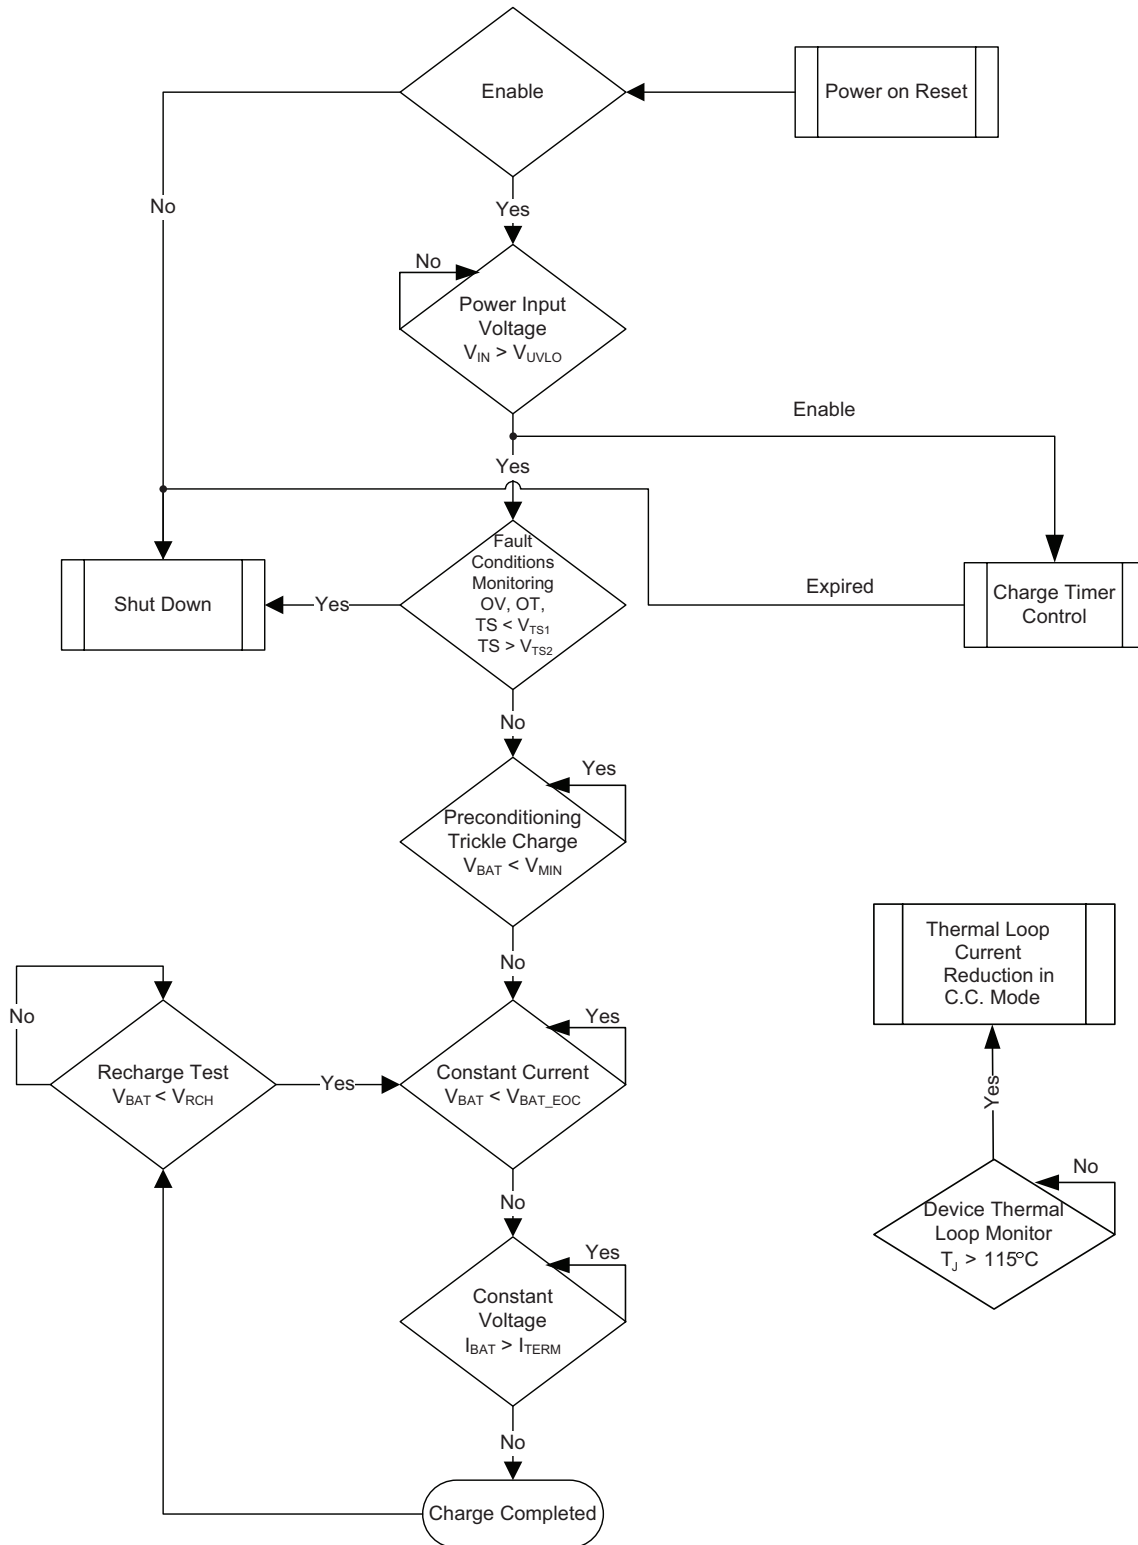 Enable
Power on Reset
No
Yes
No
Power Input
Voltage
V_IN > V_UVLO
Enable
Yes
Fault
Conditions
Monitoring
OV, OT,
TS < V_TS1
TS > V_TS2
Shut Down
Yes
Expired
Charge Timer
Control
No
Yes
Preconditioning
Trickle Charge
V_BAT < V_MIN
No
Thermal Loop
Current
Reduction in
C.C. Mode
No
Yes
Recharge Test
V_BAT < V_RCH
Yes
Constant Current
V_BAT < V_BAT_EOC
Yes
No
No
Device Thermal
Loop Monitor
T_J > 115°C
Yes
Constant
Voltage
I_BAT > I_TERM
No
Charge Completed